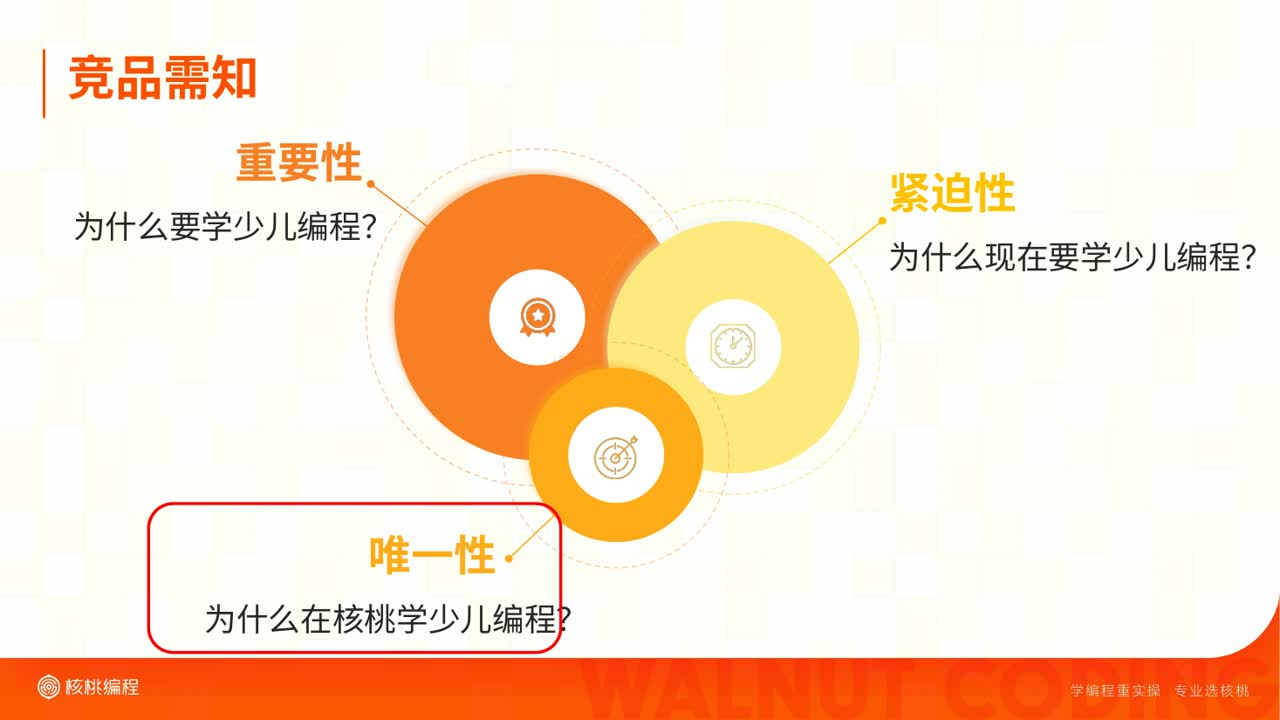 竞品需知
重要性
为什么要学少儿编程？
紧迫性
为什么现在要学少儿编程？
唯一性
为什么在核桃学少儿编程？
核桃编程
WALNUT CODING
学编程重实操 专业选核桃